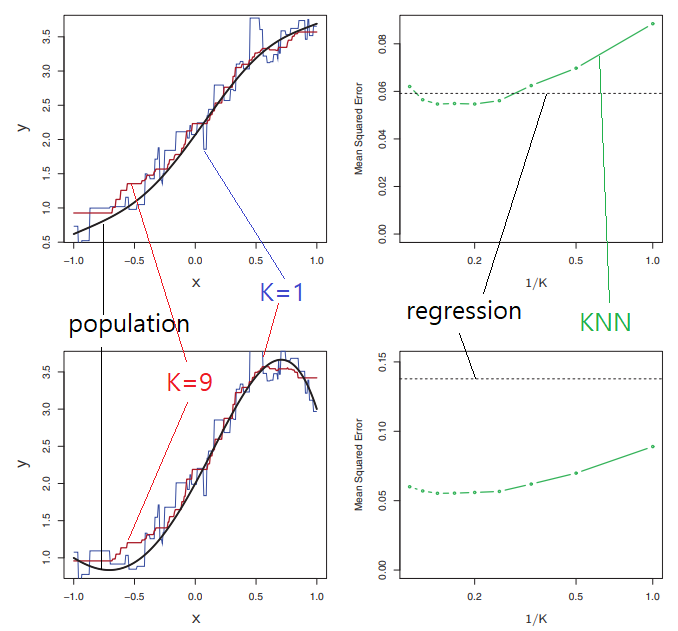 3.5
3.0
2.5
2.0
1.5
1.0
0.5
y
−1.0 −0.5 0.0 0.5 1.0
x
0.08
0.06
0.04
0.02
0.00
Mean Squared Error
0.2 0.5 1.0
1/K
K=1
population
regression
KNN
K=9
3.5
3.0
2.5
2.0
1.5
1.0
y
−1.0 −0.5 0.0 0.5 1.0
x
0.15
0.10
0.05
0.00
Mean Squared Error
0.2 0.5 1.0
1/K